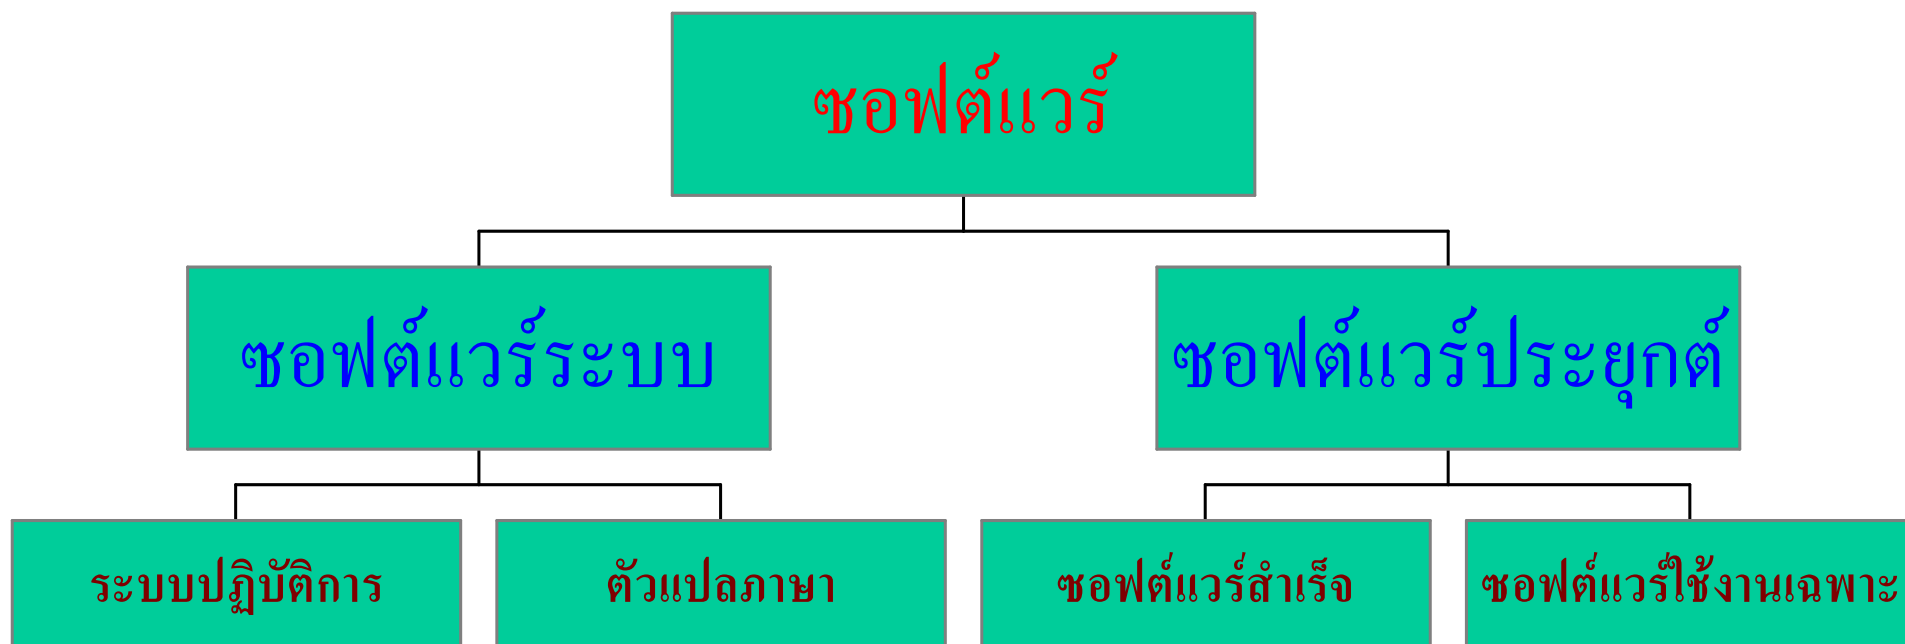 ซอฟต์แวร์
ซอฟต์แวร์ระบบ
ซอฟต์แวร์ประยุกต์
ระบบปฏิบัติการ
ตัวแปลภาษา
ซอฟต์แวร์สำเร็จ
ซอฟต์แวร์ใช้งานเฉพาะ